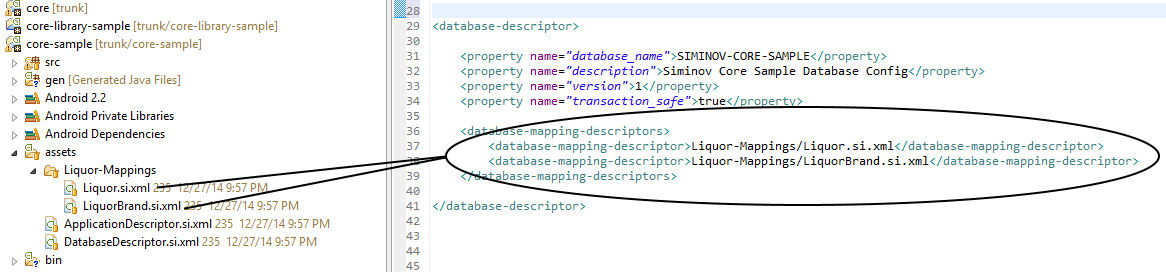 core [trunk]
core-library-sample [trunk/core-library-sample]
core-sample [trunk/core-sample]
src
gen [Generated Java Files]
Android 2.2
Android Private Libraries
Android Dependencies
assets
Liquor-Mappings
Liquor.si.xml 235 12/27/14 9:57 PM
LiquorBrand.si.xml 235 12/27/14 9:57 PM
ApplicationDescriptor.si.xml 235 12/27/14 9:57 PM
DatabaseDescriptor.si.xml 235 12/27/14 9:57 PM
bin
28
29 <database-descriptor>
30
31 <property name="database_name">SIMINOV-CORE-SAMPLE</property>
32 <property name="description">Siminov Core Sample Database Config</property>
33 <property name="version">1</property>
34 <property name="transaction_safe">true</property>
35
36 <database-mapping-descriptors>
37 <database-mapping-descriptor>Liquor-Mappings/Liquor.si.xml</database-mapping-descriptor>
38 <database-mapping-descriptor>Liquor-Mappings/LiquorBrand.si.xml</database-mapping-descriptor>
39 </database-mapping-descriptors>
40
41 </database-descriptor>
42
43
44
45